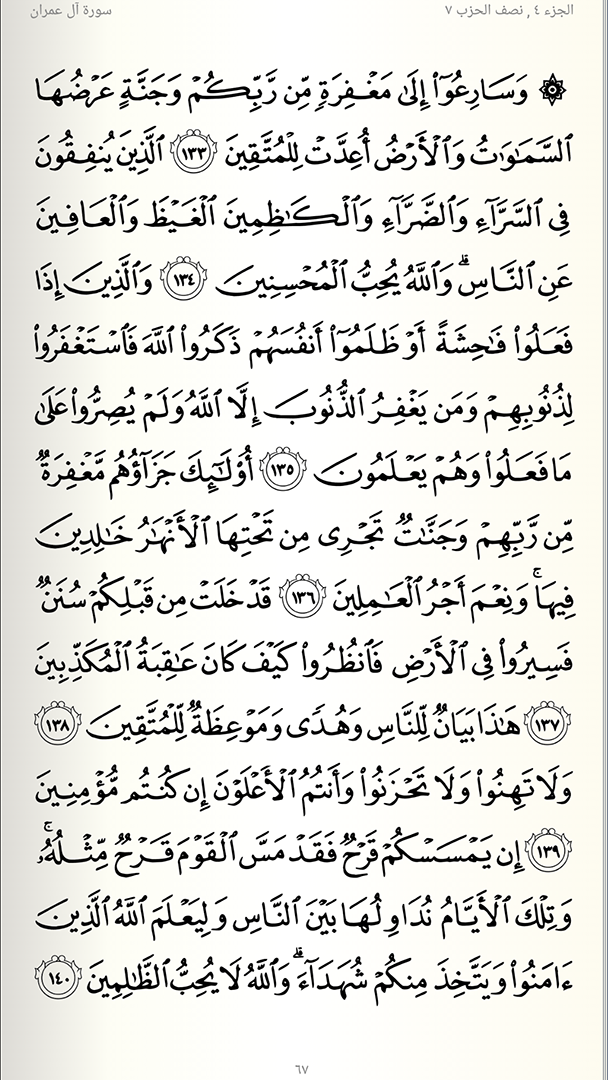 الجزء ٤ , نصف الحزب ٧
سورة آل عمران
۞ وَسَارِعُوٓا۟ إِلَىٰ مَغْفِرَةٍ مِّن رَّبِّكُمْ وَجَنَّةٍ عَرْضُهَا
ٱلسَّمَـٰوَٰتُ وَٱلْأَرْضُ أُعِدَّتْ لِلْمُتَّقِينَ ١٣٣ ٱلَّذِينَ يُنفِقُونَ
فِى ٱلسَّرَّآءِ وَٱلضَّرَّآءِ وَٱلْكَـٰظِمِينَ ٱلْغَيْظَ وَٱلْعَافِينَ
عَنِ ٱلنَّاسِ ۗ وَٱللَّهُ يُحِبُّ ٱلْمُحْسِنِينَ ١٣٤ وَٱلَّذِينَ إِذَا
فَعَلُوا۟ فَـٰحِشَةً أَوْ ظَلَمُوٓا۟ أَنفُسَهُمْ ذَكَرُوا۟ ٱللَّهَ فَٱسْتَغْفَرُوا۟
لِذُنُوبِهِمْ وَمَن يَغْفِرُ ٱلذُّنُوبَ إِلَّا ٱللَّهُ وَلَمْ يُصِرُّوا۟ عَلَىٰ
مَا فَعَلُوا۟ وَهُمْ يَعْلَمُونَ ١٣٥ أُو۟لَـٰٓئِكَ جَزَآؤُهُم مَّغْفِرَةٌ
مِّن رَّبِّهِمْ وَجَنَّـٰتٌ تَجْرِى مِن تَحْتِهَا ٱلْأَنْهَـٰرُ خَـٰلِدِينَ
فِيهَا ۚ وَنِعْمَ أَجْرُ ٱلْعَـٰمِلِينَ ١٣٦ قَدْ خَلَتْ مِن قَبْلِكُمْ سُنَنٌ
فَسِيرُوا۟ فِى ٱلْأَرْضِ فَٱنظُرُوا۟ كَيْفَ كَانَ عَـٰقِبَةُ ٱلْمُكَذِّبِينَ
١٣٧ هَـٰذَا بَيَانٌ لِّلنَّاسِ وَهُدًى وَمَوْعِظَةٌ لِّلْمُتَّقِينَ ١٣٨
وَلَا تَهِنُوا۟ وَلَا تَحْزَنُوا۟ وَأَنتُمُ ٱلْأَعْلَوْنَ إِن كُنتُم مُّؤْمِنِينَ
١٣٩ إِن يَمْسَسْكُمْ قَرْحٌ فَقَدْ مَسَّ ٱلْقَوْمَ قَرْحٌ مِّثْلُهُۥ ۚ
وَتِلْكَ ٱلْأَيَّامُ نُدَاوِلُهَا بَيْنَ ٱلنَّاسِ وَلِيَعْلَمَ ٱللَّهُ ٱلَّذِينَ
ءَامَنُوا۟ وَيَتَّخِذَ مِنكُمْ شُهَدَآءَ ۗ وَٱللَّهُ لَا يُحِبُّ ٱلظَّـٰلِمِينَ ١٤٠
٦٧